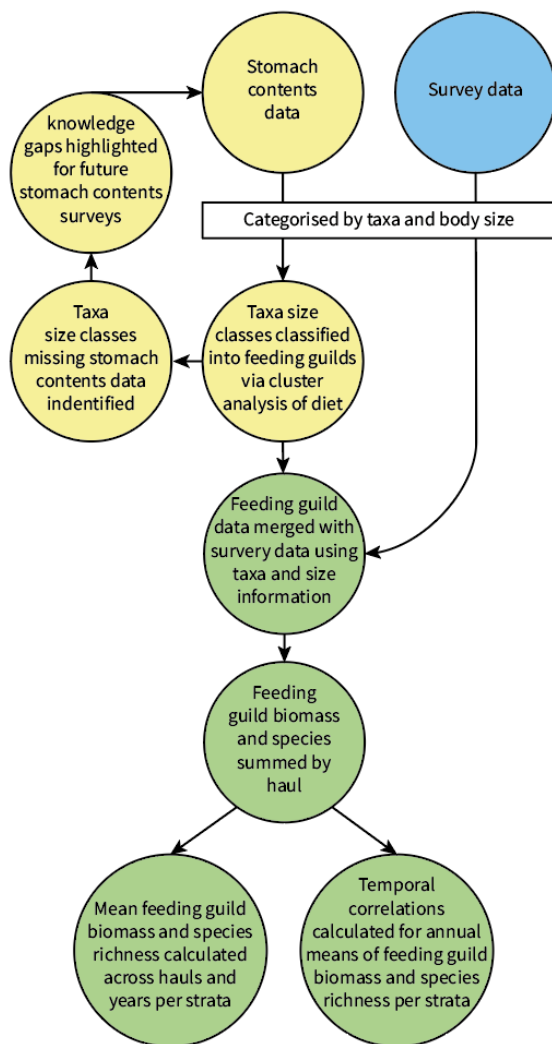 Stomach
contents
data
Survey data
knowledge
gaps highlighted
for future
stomach contents
surveys
Categorised by taxa and body size
Taxa
size classes
missing stomach
contents data
indentified
Taxa size
classes classified
into feeding guilds
via cluster
analysis of diet
Feeding guild
data merged with
survery data using
taxa and size
information
Feeding
guild biomass
and species
summed by
haul
Mean feeding guild
biomass and species
richness calculated
across hauls and
years per strata
Temporal
correlations
calculated for annual
means of feeding guild
biomass and species
richness per strata